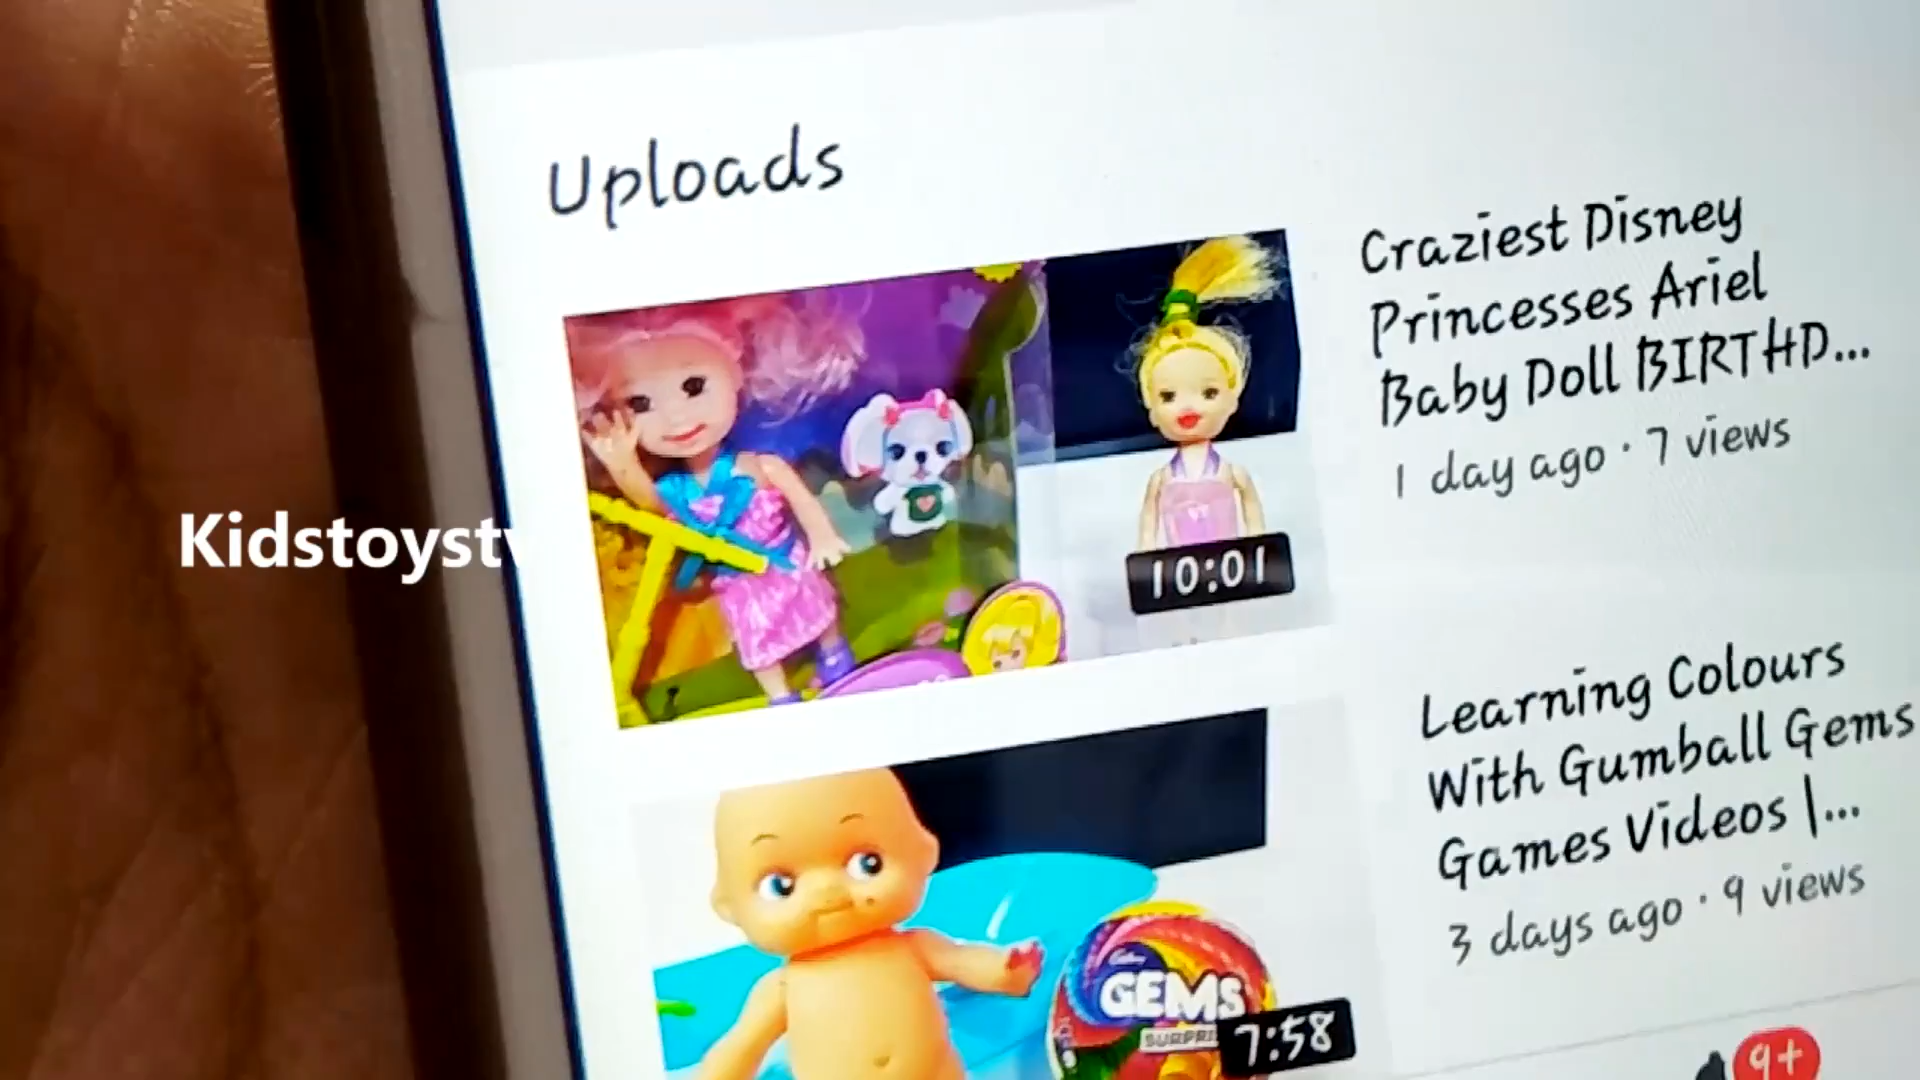 Uploads
Craziest Disney
Princesses Ariel
Baby Doll BIRTHD...
1 day ago · 7 views
10:01
Kidstoyst
Learning Colours
With Gumball Gems
Games Videos |...
3 days ago · 9 views
GEMS
7:58
9+